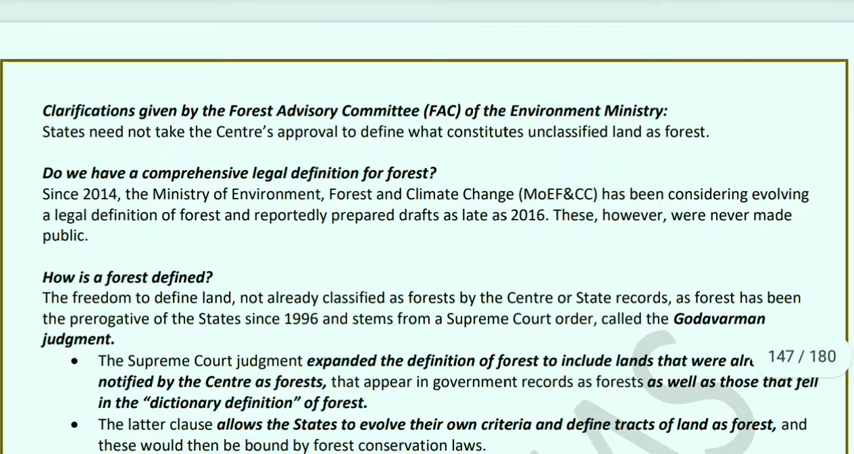 Clarifications given by the Forest Advisory Committee (FAC) of the Environment Ministry:
States need not take the Centre's approval to define what constitutes unclassified land as forest.
Do we have a comprehensive legal definition for forest?
Since 2014, the Ministry of Environment, Forest and Climate Change (MoEF&CC) has been considering evolving
a legal definition of forest and reportedly prepared drafts as late as 2016. These, however, were never made
public.
How is a forest defined?
The freedom to define land, not already classified as forests by the Centre or State records, as forest has been
the prerogative of the States since 1996 and stems from a Supreme Court order, called the Godavarman
judgment.
• The Supreme Court judgment expanded the definition of forest to include lands that were
147 / 180
notified by the Centre as forests, that appear in government records as forests as well as those that fell
in the "dictionary definition" of forest.
• The latter clause allows the States to evolve their own criteria and define tracts of land as forest, and
these would then be bound by forest conservation laws.